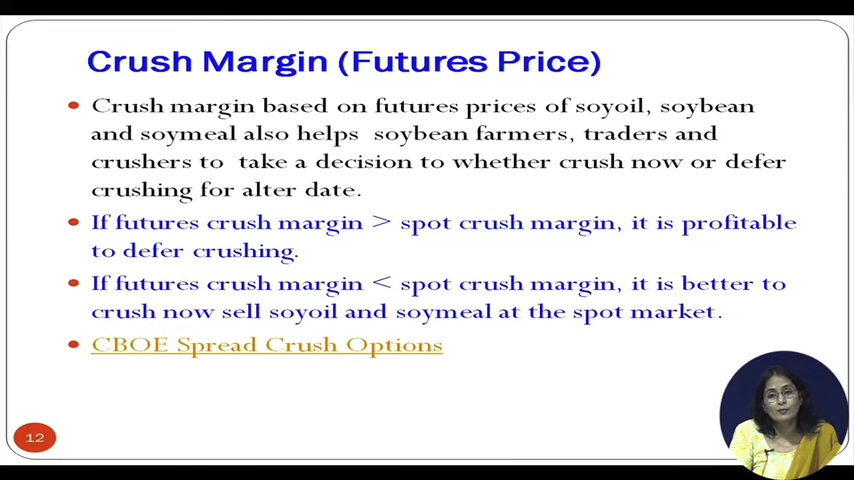 Crush Margin (Futures Price)
Crush margin based on futures prices of soyoil, soybean
and soymeal also helps soybean farmers, traders and
crushers to take a decision to whether crush now or defer
crushing for alter date.
If futures crush margin > spot crush margin, it is profitable
to defer crushing.
If futures crush margin < spot crush margin, it is better to
crush now sell soyoil and soymeal at the spot market.
CBOE Spread Crush Options
12